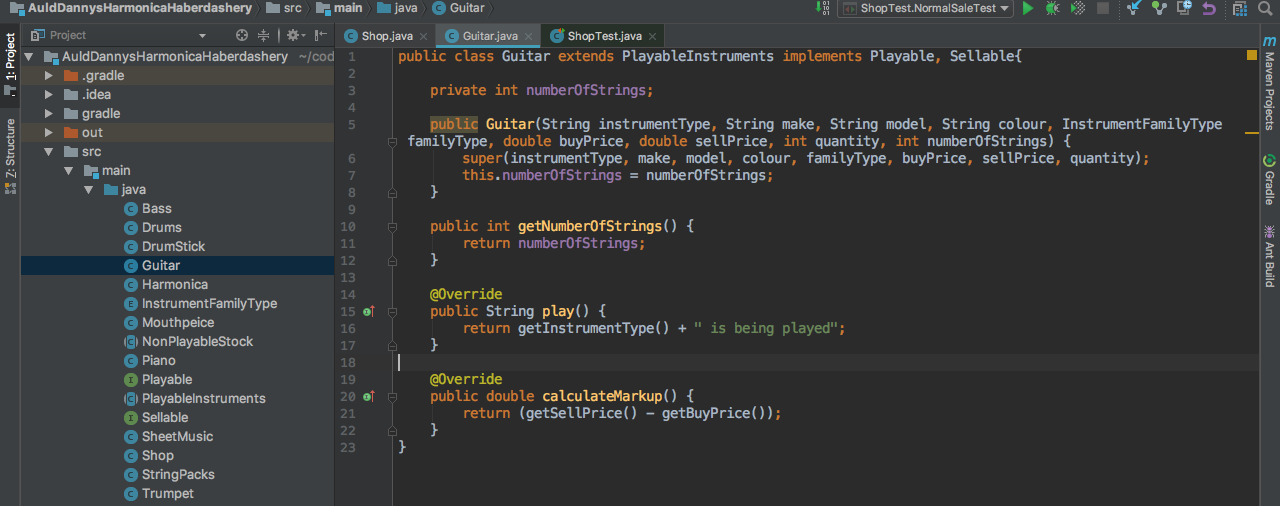 AuldDannysHarmonicaHaberdashery src main java Guitar ShopTest.NormalSaleTest
Project
Shop.java Guitar.java ShopTest.java
1: Project
Z: Structure
AuldDannysHarmonicaHaberdashery ~/cod
.gradle
.idea
gradle
out
src
main
java
Bass
Drums
DrumStick
Guitar
Harmonica
InstrumentFamilyType
Mouthpeice
NonPlayableStock
Piano
Playable
PlayableInstruments
Sellable
SheetMusic
Shop
StringPacks
Trumpet
1 public class Guitar extends PlayableInstruments implements Playable, Sellable{
2
3 private int numberOfStrings;
4
5 public Guitar(String instrumentType, String make, String model, String colour, InstrumentFamilyType
familyType, double buyPrice, double sellPrice, int quantity, int numberOfStrings) {
6 super(instrumentType, make, model, colour, familyType, buyPrice, sellPrice, quantity);
7 this.numberOfStrings = numberOfStrings;
8 }
9
10 public int getNumberOfStrings() {
11 return numberOfStrings;
12 }
13
14 @Override
15 public String play() {
16 return getInstrumentType() + " is being played";
17 }
18
19 @Override
20 public double calculateMarkup() {
21 return (getSellPrice() - getBuyPrice());
22 }
23 }
Maven Projects
Gradle
Ant Build